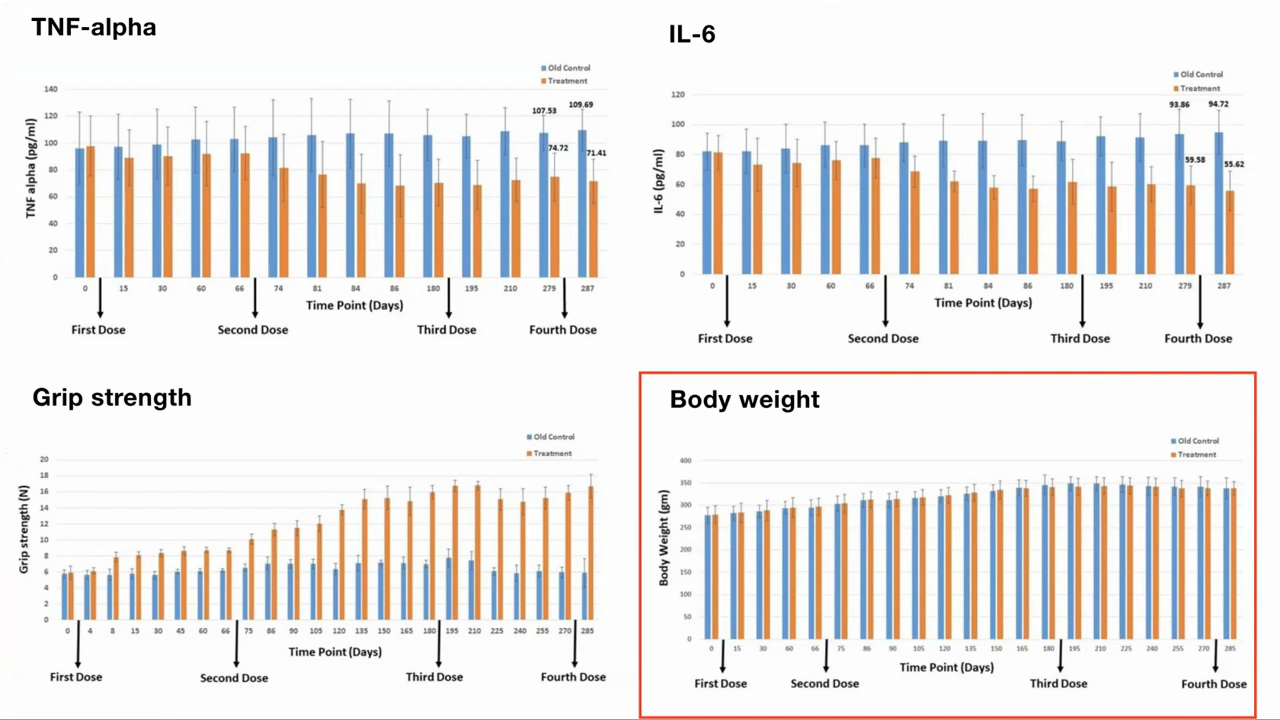 TNF-alpha
Old Control
Treatment
TNF alpha (pg/ml)
140
120
100
80
60
40
20
0
107.53
109.69
74.72
71.41
0 15 30 60 66 74 81 84 86 180 195 210 279 287
Time Point (Days)
First Dose Second Dose Third Dose Fourth Dose
IL-6
Old Control
Treatment
IL-6 (pg/ml)
120
100
80
60
40
20
0
93.86 94.72
59.58
55.62
0 15 30 60 66 74 81 84 86 180 195 210 279 287
Time Point (Days)
First Dose Second Dose Third Dose Fourth Dose
Grip strength
Old Control
Treatment
Grip strength (N)
20
18
16
14
12
10
8
6
4
2
0
0 4 8 15 30 45 60 66 75 86 90 105 120 135 150 165 180 195 210 225 240 255 270 285
Time Point (Days)
First Dose Second Dose Third Dose Fourth Dose
Body weight
Old Control
Treatment
Body Weight (gm)
400
350
300
250
200
150
100
50
0
0 15 30 60 66 75 86 90 105 120 135 150 165 180 195 210 225 240 255 270 285
Time Point (Days)
First Dose Second Dose Third Dose Fourth Dose